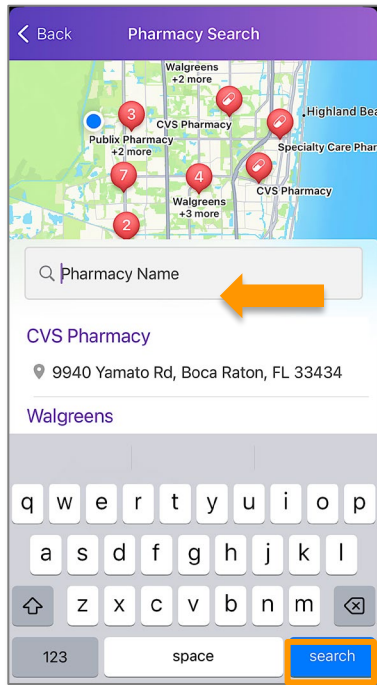 Back
Pharmacy Search
Walgreens
+2 more
3
CVS Pharmacy
Highland Bea
Publix Pharmacy
+2 more
Specialty Care Phar
7
4
CVS Pharmacy
Walgreens
+3 more
2
Pharmacy Name
CVS Pharmacy
9940 Yamato Rd, Boca Raton, FL 33434
Walgreens
q w e r t y u i o p
a s d f g h j k l
z x c v b n m
123 space search